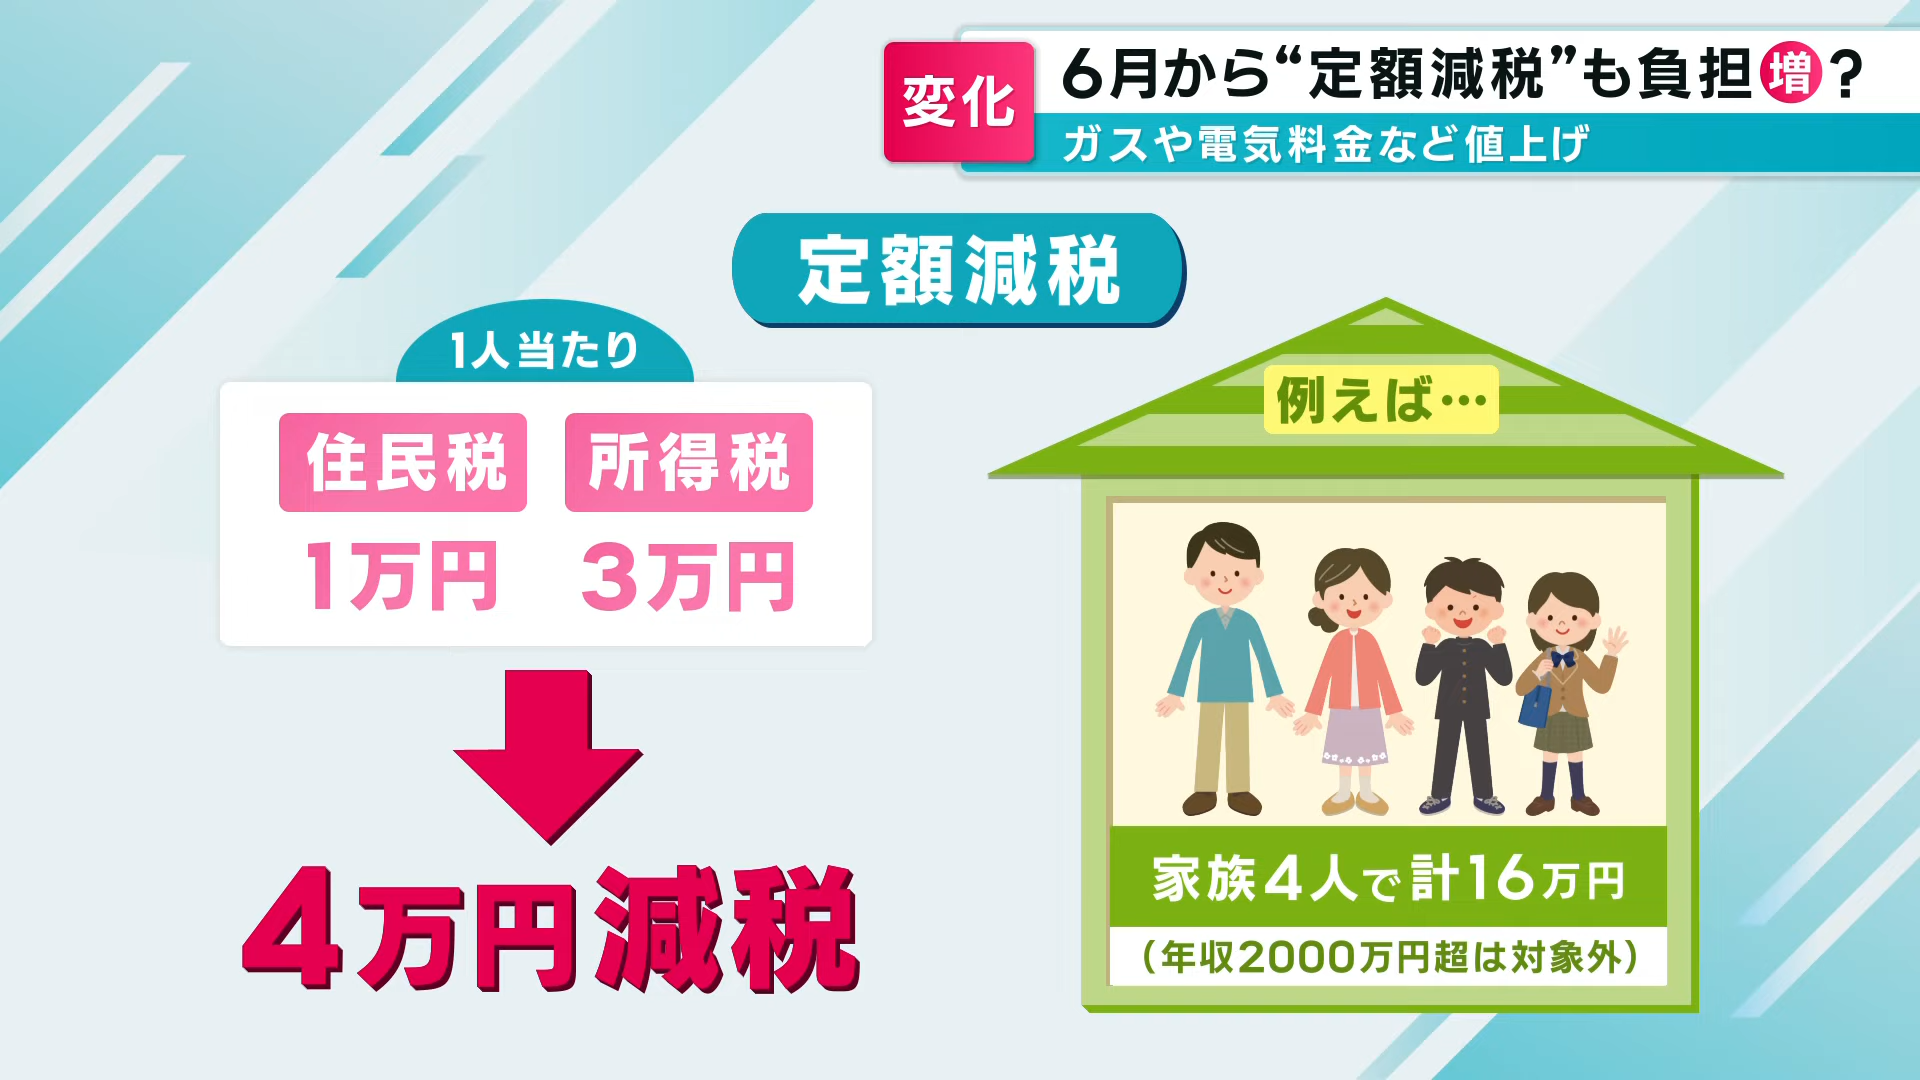 変化
6月から“定額減税”も負担増？
ガスや電気料金など値上げ
定額減税
1人当たり
住民税 所得税
1万円 3万円
4万円減税
例えば…
家族4人で計16万円
（年収2000万円超は対象外）